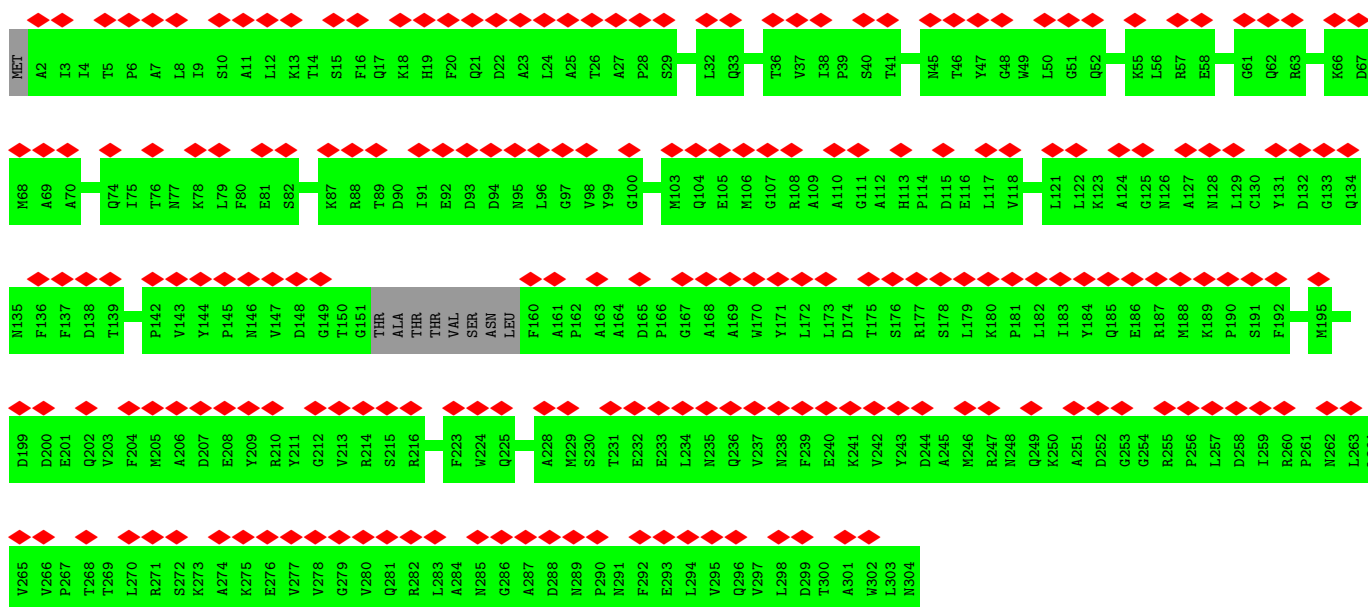 MET A2 I3 I4 T5 P6 A7 L8 I9 S10 A11 L12 K13 T14 S15 F16 Q17 K18 H19 F20 Q21 D22 A23 L24 A25 T26 A27 P28 S29 L32 Q33 T36 V37 I38 P39 S40 T41 N45 T46 Y47 G48 W49 L50 G51 Q52 K55 L56 R57 E58 G61 Q62 R63 K66 D67
M68 A69 A70 Q74 I75 T76 N77 K78 L79 F80 E81 S82 K87 R88 T89 D90 I91 E92 D93 D94 N95 L96 G97 V98 Y99 G100 M103 Q104 E105 M106 G107 R108 A109 A110 G111 A112 H113 P114 D115 E116 L117 V118 L121 L122 K123 A124 G125 N126 A127 N128 L129 C130 Y131 D132 G133 Q134
N135 F136 F137 D138 T139 P142 V143 Y144 P145 N146 V147 D148 G149 T150 G151 THR ALA THR THR VAL SER ASN LEU F160 A161 P162 A163 A164 D165 P166 G167 A168 A169 W170 Y171 L172 L173 D174 T175 S176 R177 S178 L179 K180 P181 L182 I183 Y184 Q185 E186 R187 M188 K189 P190 S191 F192 M195
D199 D200 E201 Q202 V203 F204 M205 A206 D207 E208 Y209 R210 Y211 G212 V213 R214 S215 R216 F223 W224 Q225 A228 M229 S230 T231 E232 E233 L234 N235 Q236 V237 N238 F239 E240 K241 V242 Y243 D244 A245 M246 R247 N248 Q249 K250 A251 D252 G253 G254 R255 P256 L257 D258 I259 R260 P261 N262 L263
V265 V266 P267 T268 T269 L270 R271 S272 K273 A274 K275 E276 V277 V278 G279 V280 Q281 R282 L283 A284 N285 G286 A287 D288 N289 P290 N291 F292 E293 L294 V295 Q296 V297 L298 D299 T300 A301 W302 L303 N304